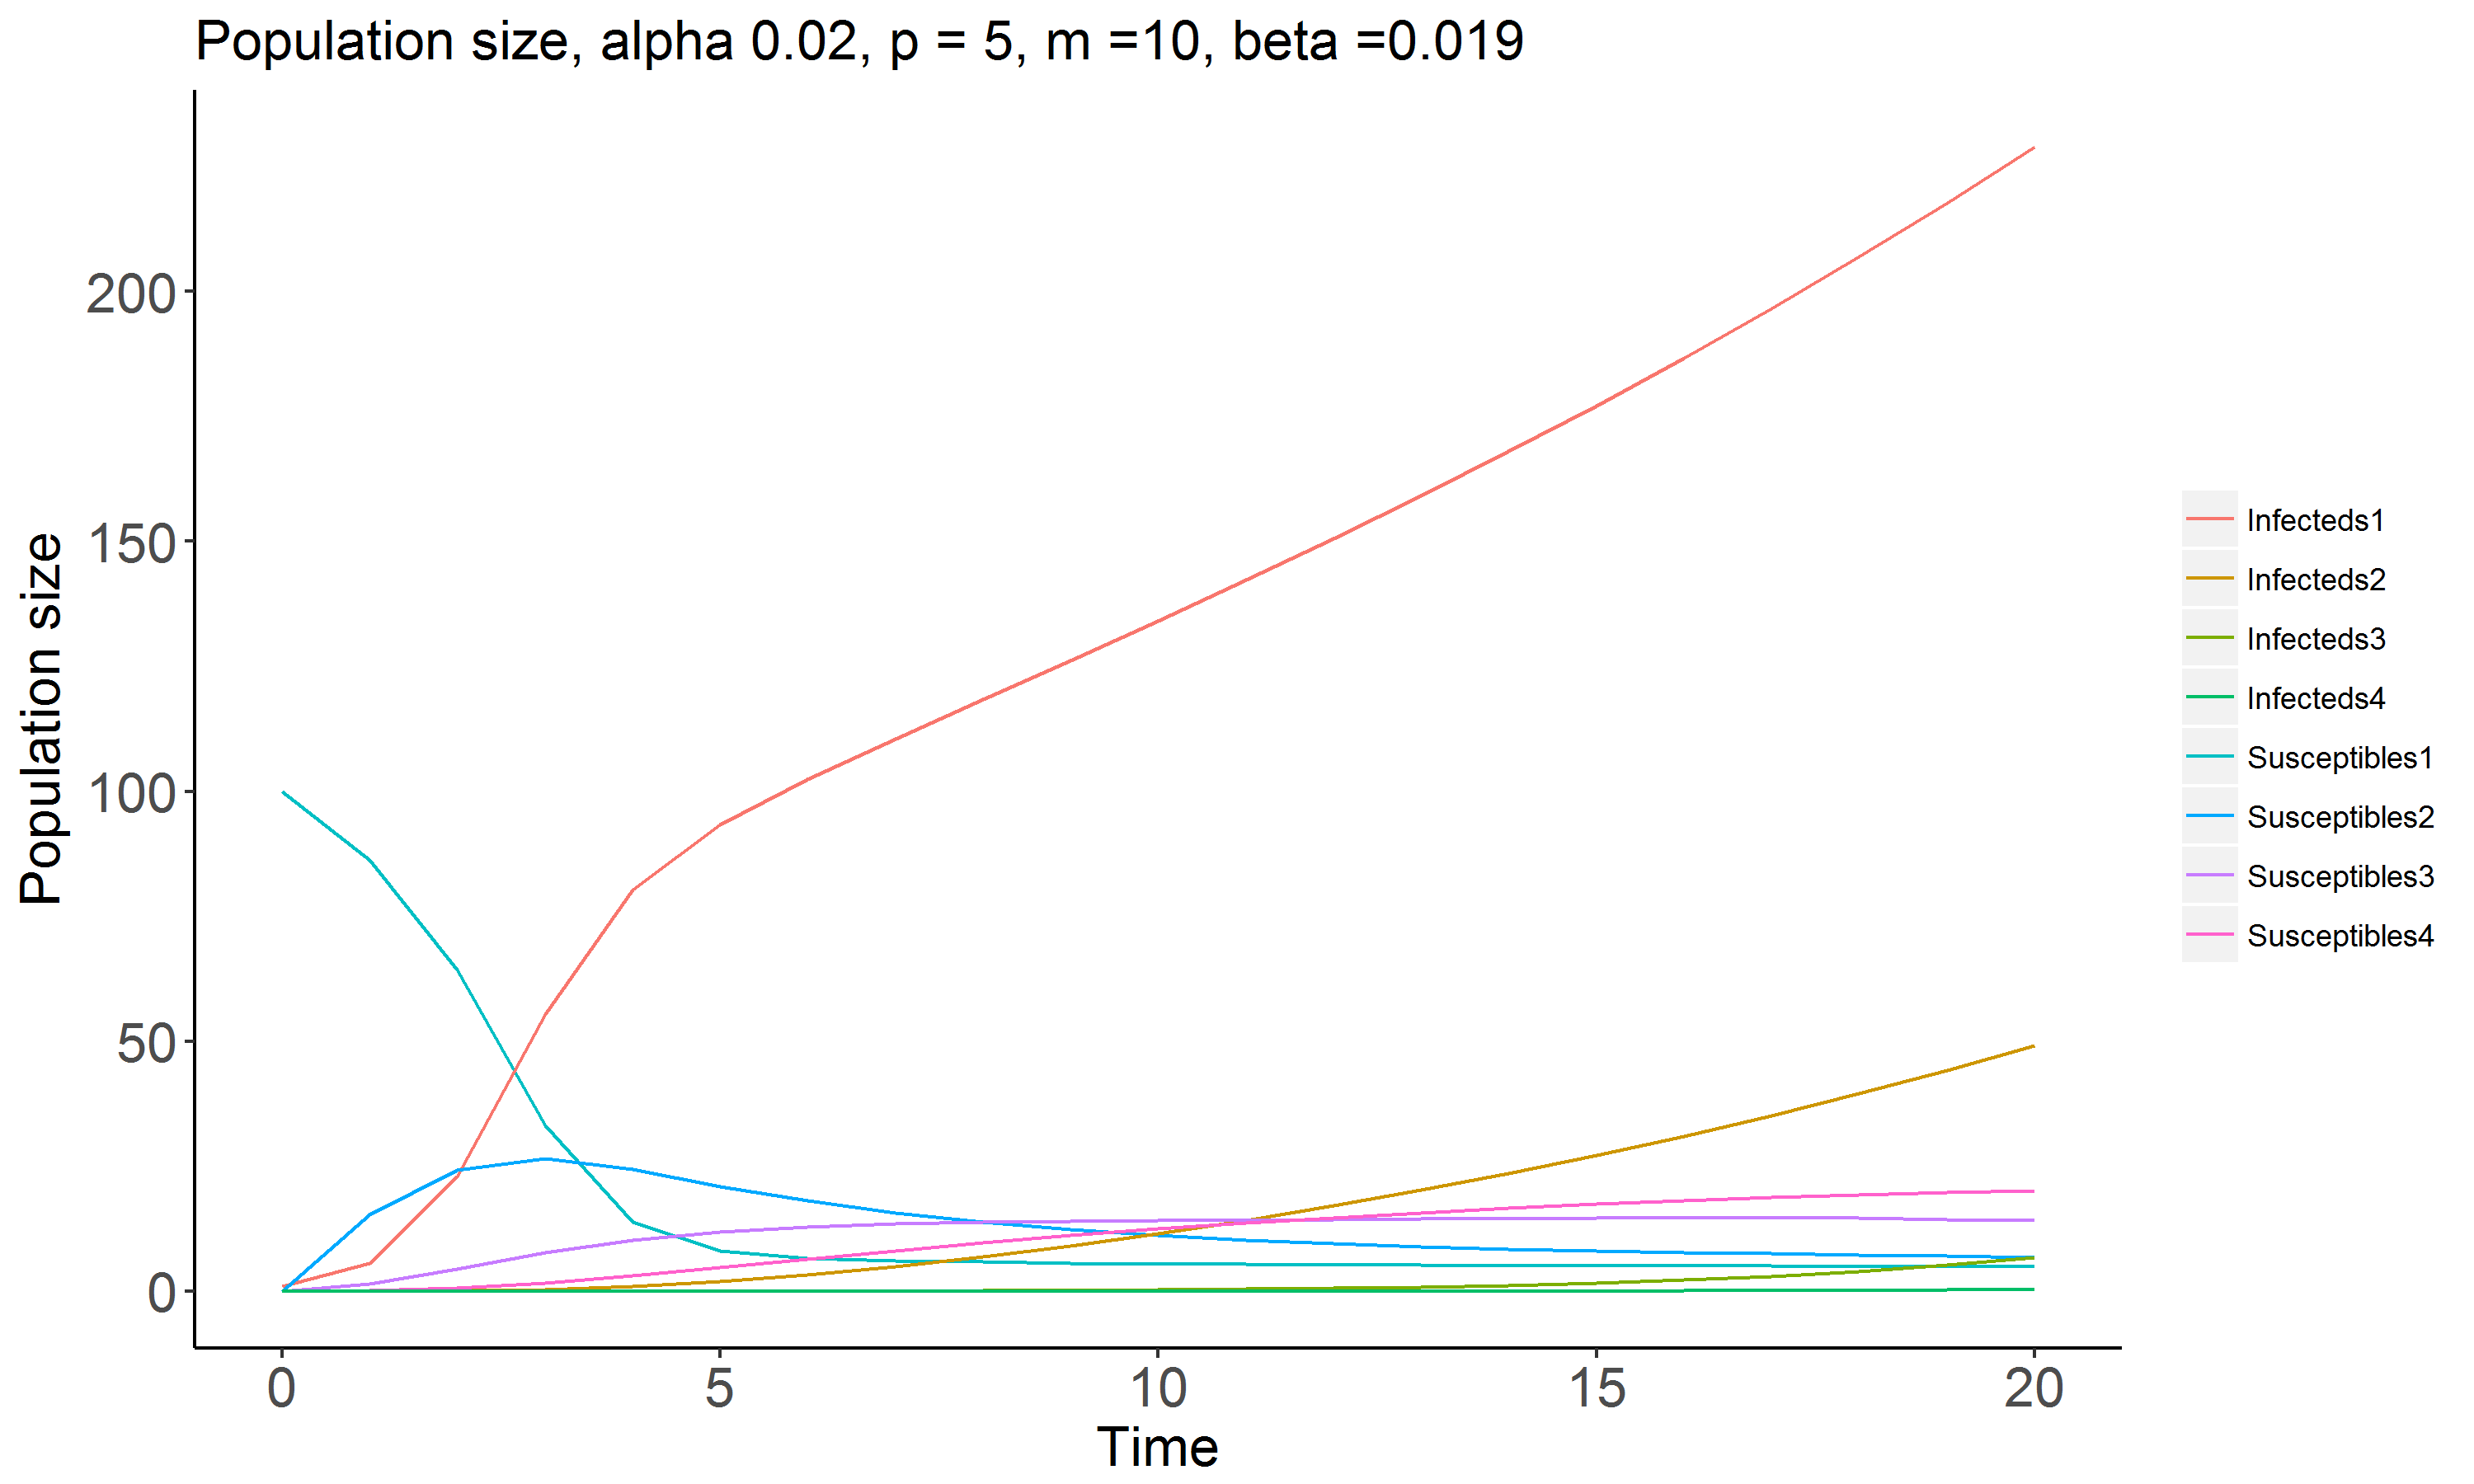 Population size, alpha 0.02, p = 5, m =10, beta =0.019
Population size
200
150
100
50
0
0 5 10 15 20
Time
Infecteds1
Infecteds2
Infecteds3
Infecteds4
Susceptibles1
Susceptibles2
Susceptibles3
Susceptibles4